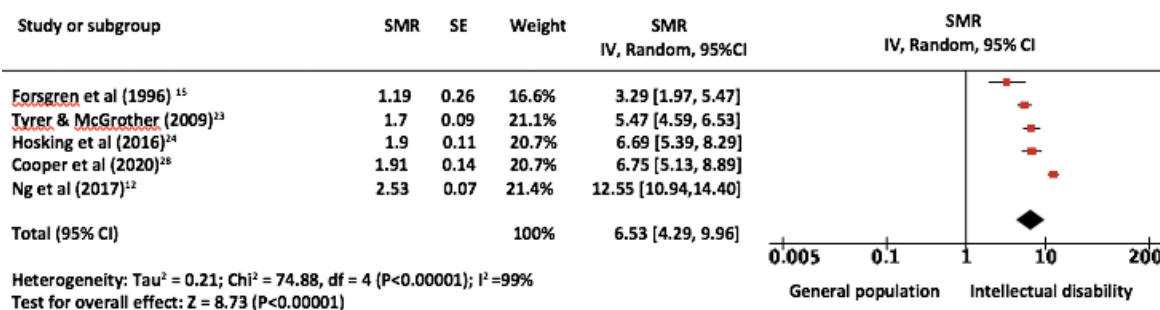 Study or subgroup SMR SE Weight SMR SMR
IV, Random, 95%CI IV, Random, 95% CI
Forsgren et al (1996) ¹⁵ 1.19 0.26 16.6% 3.29 [1.97, 5.47]
Tyrer & McGrother (2009)²³ 1.7 0.09 21.1% 5.47 [4.59, 6.53]
Hosking et al (2016)²⁴ 1.9 0.11 20.7% 6.69 [5.39, 8.29]
Cooper et al (2020)²⁸ 1.91 0.14 20.7% 6.75 [5.13, 8.89]
Ng et al (2017)¹² 2.53 0.07 21.4% 12.55 [10.94,14.40]
Total (95% CI) 100% 6.53 [4.29, 9.96]
0.005 0.1 1 10 200
Heterogeneity: Tau² = 0.21; Chi² = 74.88, df = 4 (P<0.00001); I² =99%
General population Intellectual disability
Test for overall effect: Z = 8.73 (P<0.00001)